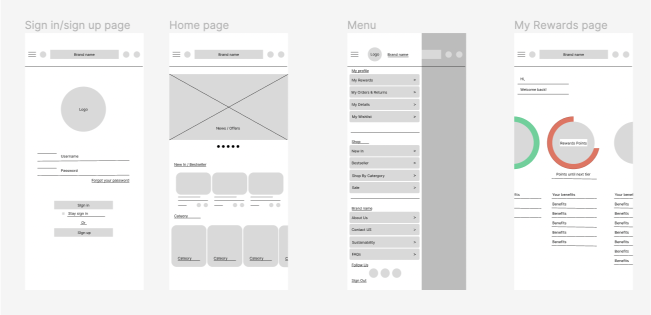 Sign in/sign up page
Brand name
Logo
Username
Password
Forgot your password
Sign in
Stay sign in
Or
Sign up
Home page
Brand name
News / Offers
New in / Bestseller
Category
Category
Category
Category
C
Menu
Logo
Brand name
My profile
My Rewards >
My Orders & Returns >
My Details >
My Wishlist >
Shop
New in >
Bestseller >
Shop By Catergory >
Sale >
Brand name
About Us >
Contact US >
Sustainability >
FAQs >
Follow Us
Sign Out
My Rewards page
Brand name
Hi,
Welcome back!
Rewards Points
Points until next tier
fits
Your benefits
Your benef
Benefits
Benefits
Benefits
Benefits
Benefits
Benefits
Benefits
Benefits
Benefits
Benefits
Benefits